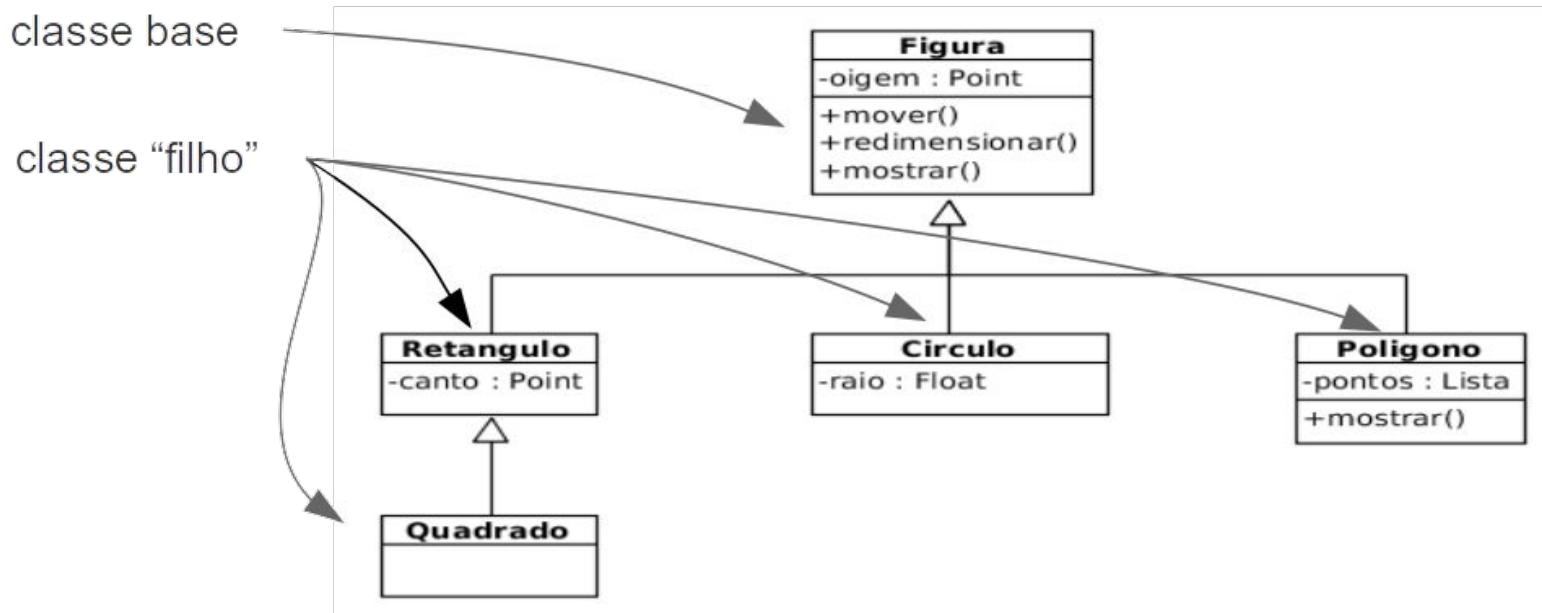 classe base
classe “filho”
Figura
-oigem : Point
+mover()
+redimensionar()
+mostrar()
Retangulo
-canto : Point
Circulo
-raio : Float
Poligono
-pontos : Lista
+mostrar()
Quadrado